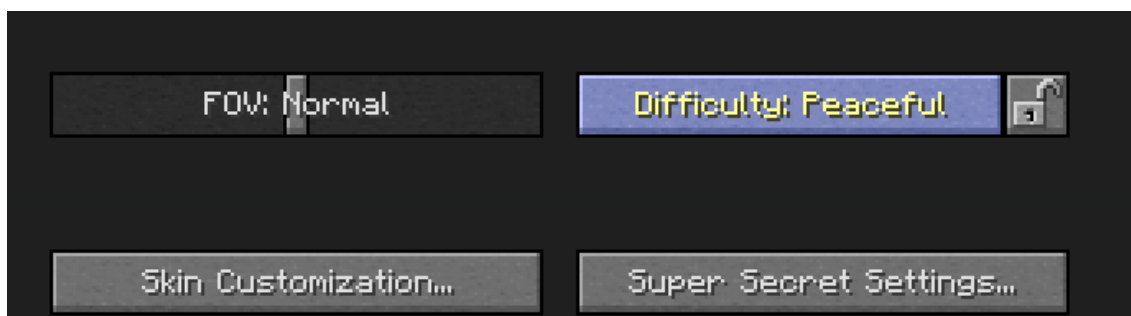 FOV: Normal
Difficulty: Peaceful
Skin Customization...
Super Secret Settings...